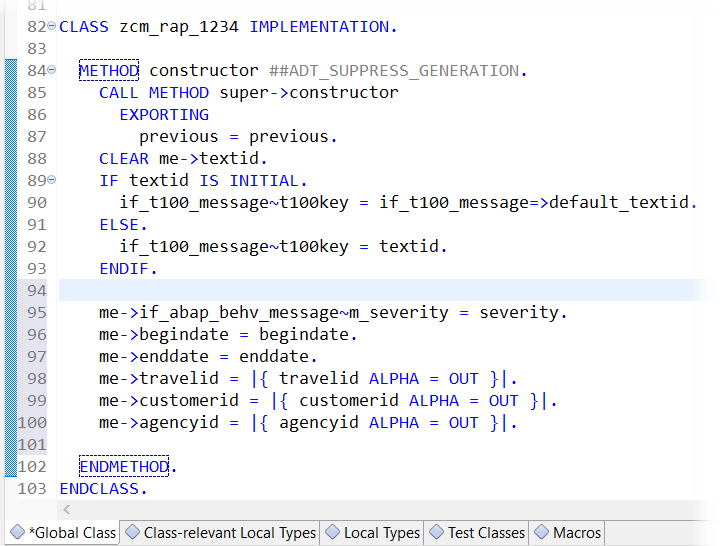 81
82 CLASS zcm_rap_1234 IMPLEMENTATION.
83
84 METHOD constructor ##ADT_SUPPRESS_GENERATION.
85 CALL METHOD super->constructor
86 EXPORTING
87 previous = previous.
88 CLEAR me->textid.
89 IF textid IS INITIAL.
90 if_t100_message~t100key = if_t100_message=>default_textid.
91 ELSE.
92 if_t100_message~t100key = textid.
93 ENDIF.
94
95 me->if_abap_behv_message~m_severity = severity.
96 me->begindate = begindate.
97 me->enddate = enddate.
98 me->travelid = |{ travelid ALPHA = OUT }|.
99 me->customerid = |{ customerid ALPHA = OUT }|.
100 me->agencyid = |{ agencyid ALPHA = OUT }|.
101
102 ENDMETHOD.
103 ENDCLASS.
*Global Class Class-relevant Local Types Local Types Test Classes Macros